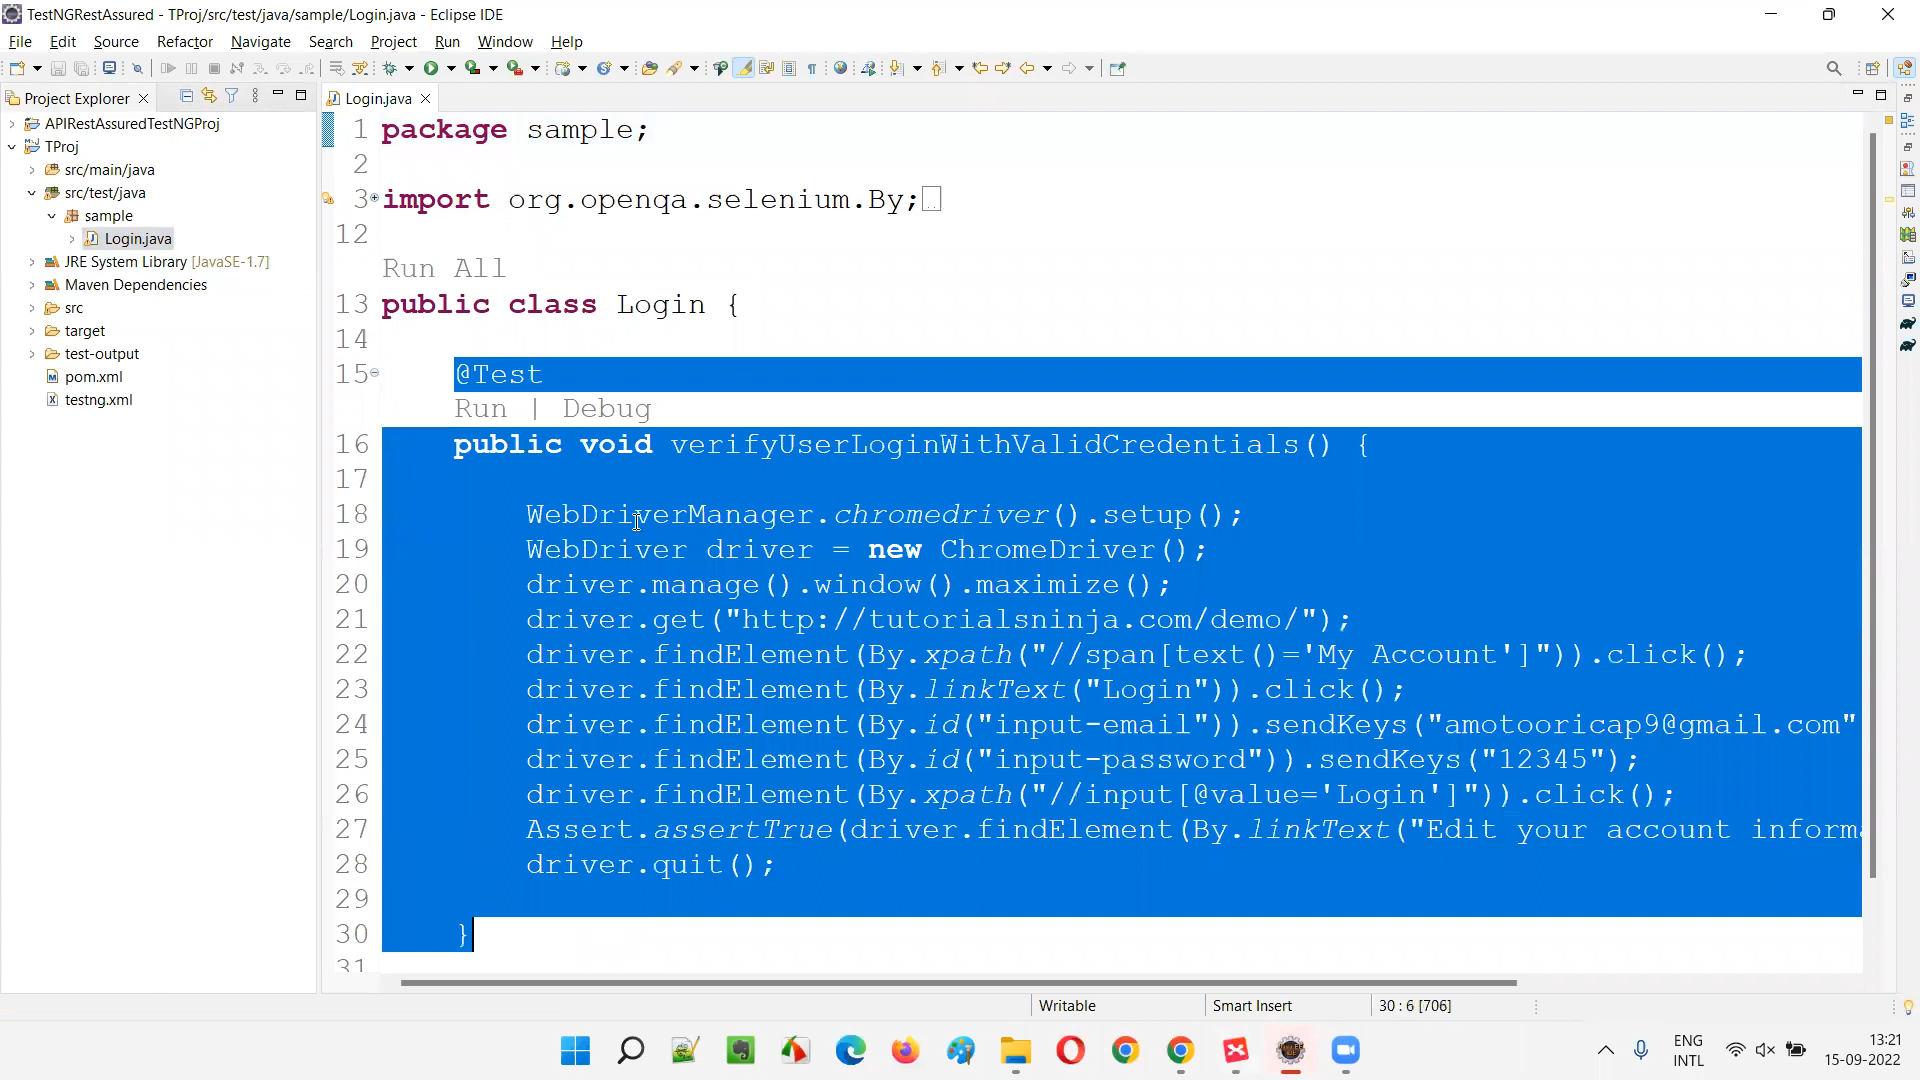 TestNGRestAssured - TProj/src/test/java/sample/Login.java - Eclipse IDE
File Edit Source Refactor Navigate Search Project Run Window Help
Project Explorer
APIRestAssuredTestNGProj
TProj
src/main/java
src/test/java
sample
Login.java
JRE System Library [JavaSE-1.7]
Maven Dependencies
src
target
test-output
pom.xml
testng.xml
Login.java
1 package sample;
2
3 import org.openqa.selenium.By;
12
Run All
13 public class Login {
14
15 @Test
Run | Debug
16 public void verifyUserLoginWithValidCredentials() {
17
18 WebDriverManager.chromedriver().setup();
19 WebDriver driver = new ChromeDriver();
20 driver.manage().window().maximize();
21 driver.get("http://tutorialsninja.com/demo/");
22 driver.findElement(By.xpath("//span[text()='My Account']")).click();
23 driver.findElement(By.linkText("Login")).click();
24 driver.findElement(By.id("input-email")).sendKeys("amotooricap9@gmail.com"
25 driver.findElement(By.id("input-password")).sendKeys("12345");
26 driver.findElement(By.xpath("//input[@value='Login']")).click();
27 Assert.assertTrue(driver.findElement(By.linkText("Edit your account inform
28 driver.quit();
29
30 }
31
Writable Smart Insert 30 : 6 [706]
ENG
INTL
13:21
15-09-2022